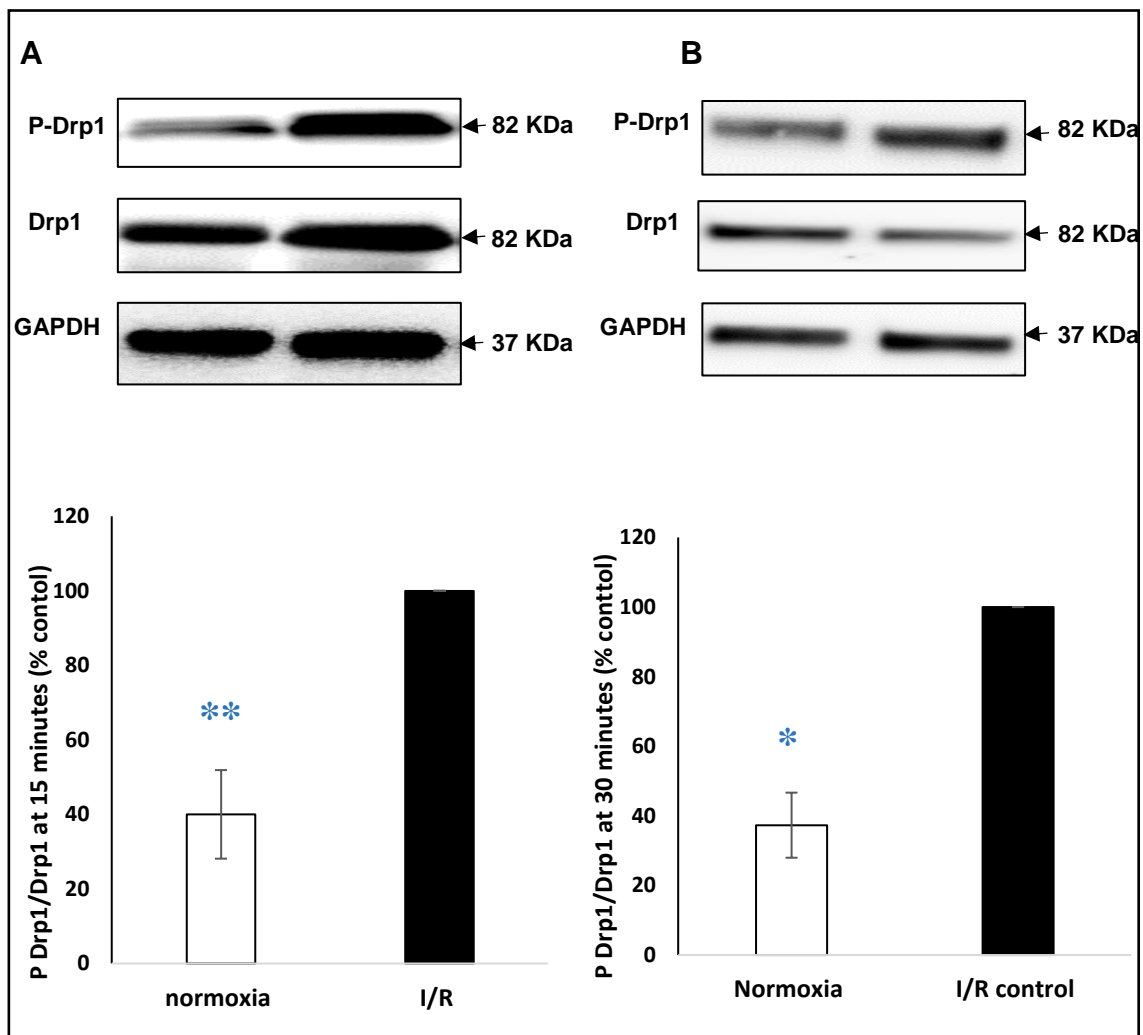 A
P-Drp1
82 KDa
Drp1
82 KDa
GAPDH
37 KDa
P Drp1/Drp1 at 15 minutes (% contol)
120
100
80
60
40
20
0
**
normoxia
I/R
B
P-Drp1
82 KDa
Drp1
82 KDa
GAPDH
37 KDa
P Drp1/Drp1 at 30 minutes (% conttol)
120
100
80
60
40
20
0
*
Normoxia
I/R control